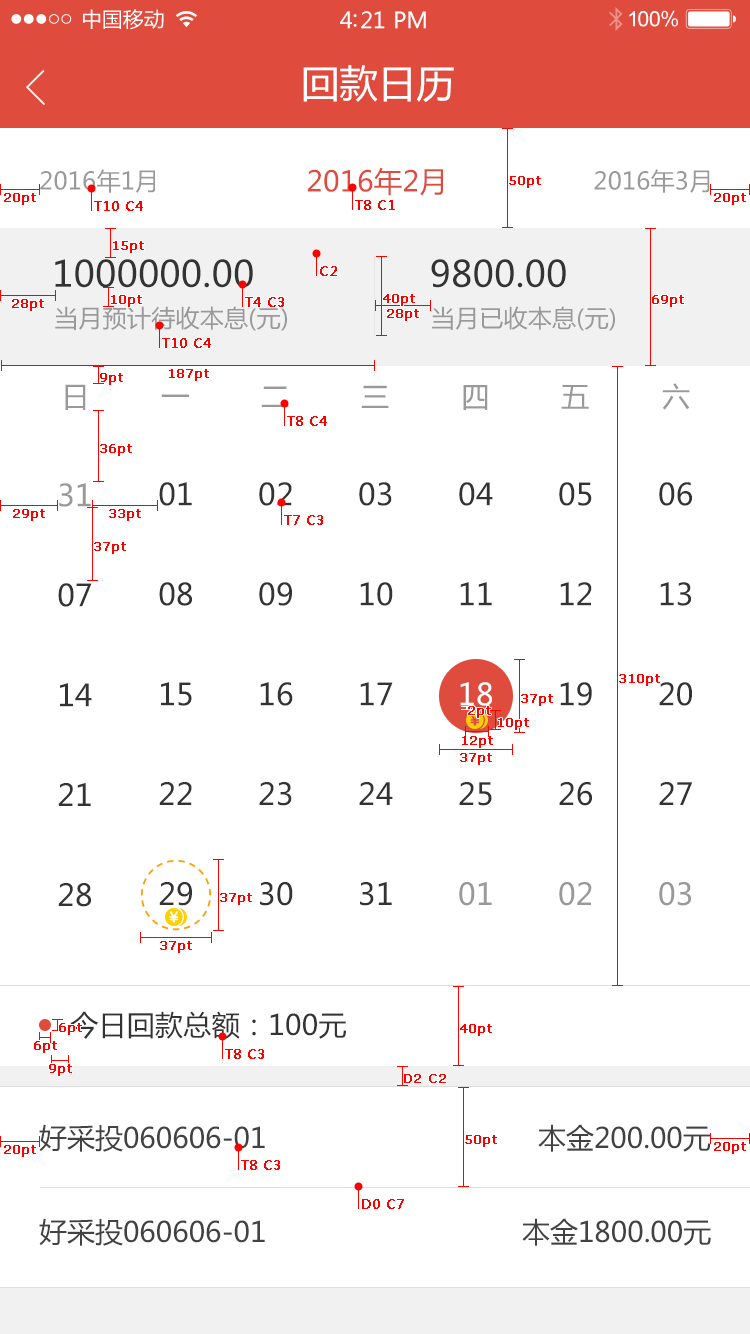 中国移动 4:21 PM 100%
回款日历
50pt
2016年1月 2016年2月 2016年3月
20pt T10 C4 T8 C1 20pt
15pt
1000000.00 C2 9800.00
28pt 10pt T4 C3 40pt 69pt
28pt
当月预计待收本息(元) 当月已收本息(元)
T10 C4
9pt 187pt
日 一 二 三 四 五 六
T8 C4
36pt
31 01 02 03 04 05 06
29pt 33pt T7 C3
37pt
07 08 09 10 11 12 13
310pt
14 15 16 17 18 19 20
37pt
2pt
¥ 10pt
12pt
37pt
21 22 23 24 25 26 27
28 29 30 31 01 02 03
37pt
¥
37pt
今日回款总额：100元
6pt 40pt
6pt T8 C3
9pt
D2 C2
好采投060606-01 本金200.00元
20pt 50pt 20pt
T8 C3
D0 C7
好采投060606-01 本金1800.00元